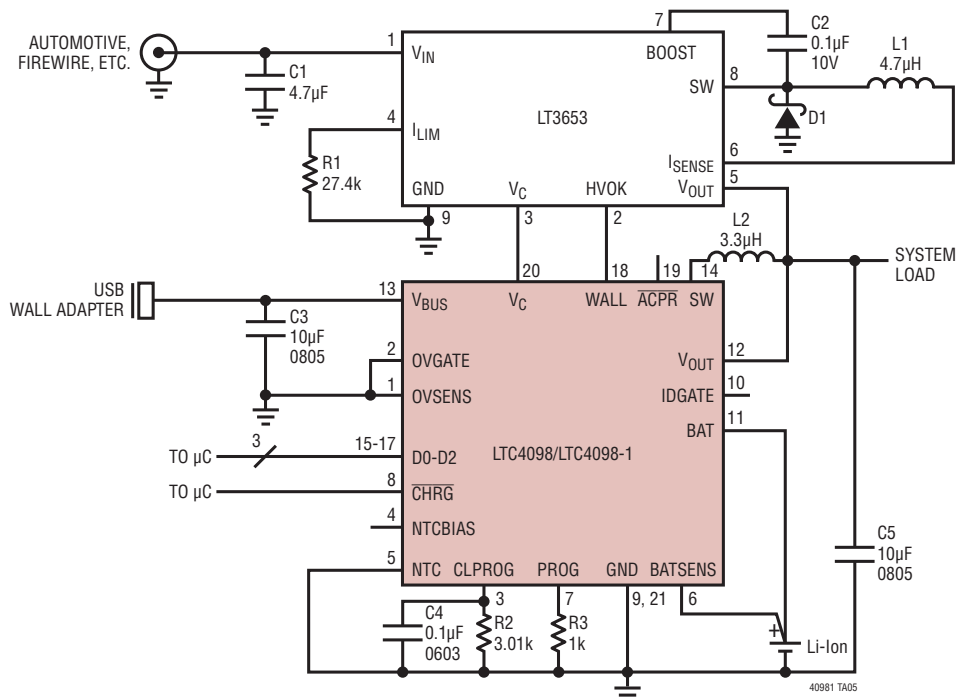 AUTOMOTIVE,
FIREWIRE, ETC.
C1
4.7µF
1
VIN
7
BOOST
C2
0.1µF
10V
L1
4.7µH
SW
8
LT3653
D1
4
ILIM
R1
27.4k
ISENSE
6
VOUT
5
GND
9
VC
3
HVOK
2
L2
3.3µH
SYSTEM
LOAD
20
18
19
14
USB
WALL ADAPTER
13
VBUS
VC
WALL
ACPR
SW
C3
10µF
0805
2
OVGATE
VOUT
12
1
OVSENS
IDGATE
10
BAT
11
TO µC
3
15-17
D0-D2
LTC4098/LTC4098-1
TO µC
8
CHRG
4
NTCBIAS
C5
10µF
0805
5
NTC
CLPROG
PROG
GND
BATSENS
3
7
9, 21
6
C4
0.1µF
0603
R2
3.01k
R3
1k
+
Li-Ion
40981 TA05